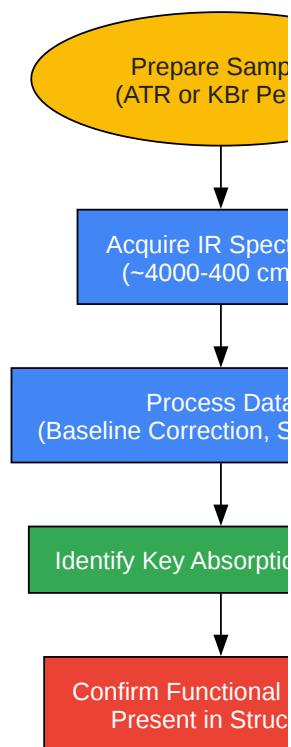 Prepare Samp
(ATR or KBr Pe
Acquire IR Spect
(~4000-400 cm
Process Data
(Baseline Correction, S
Identify Key Absorptio
Confirm Functional
Present in Struc